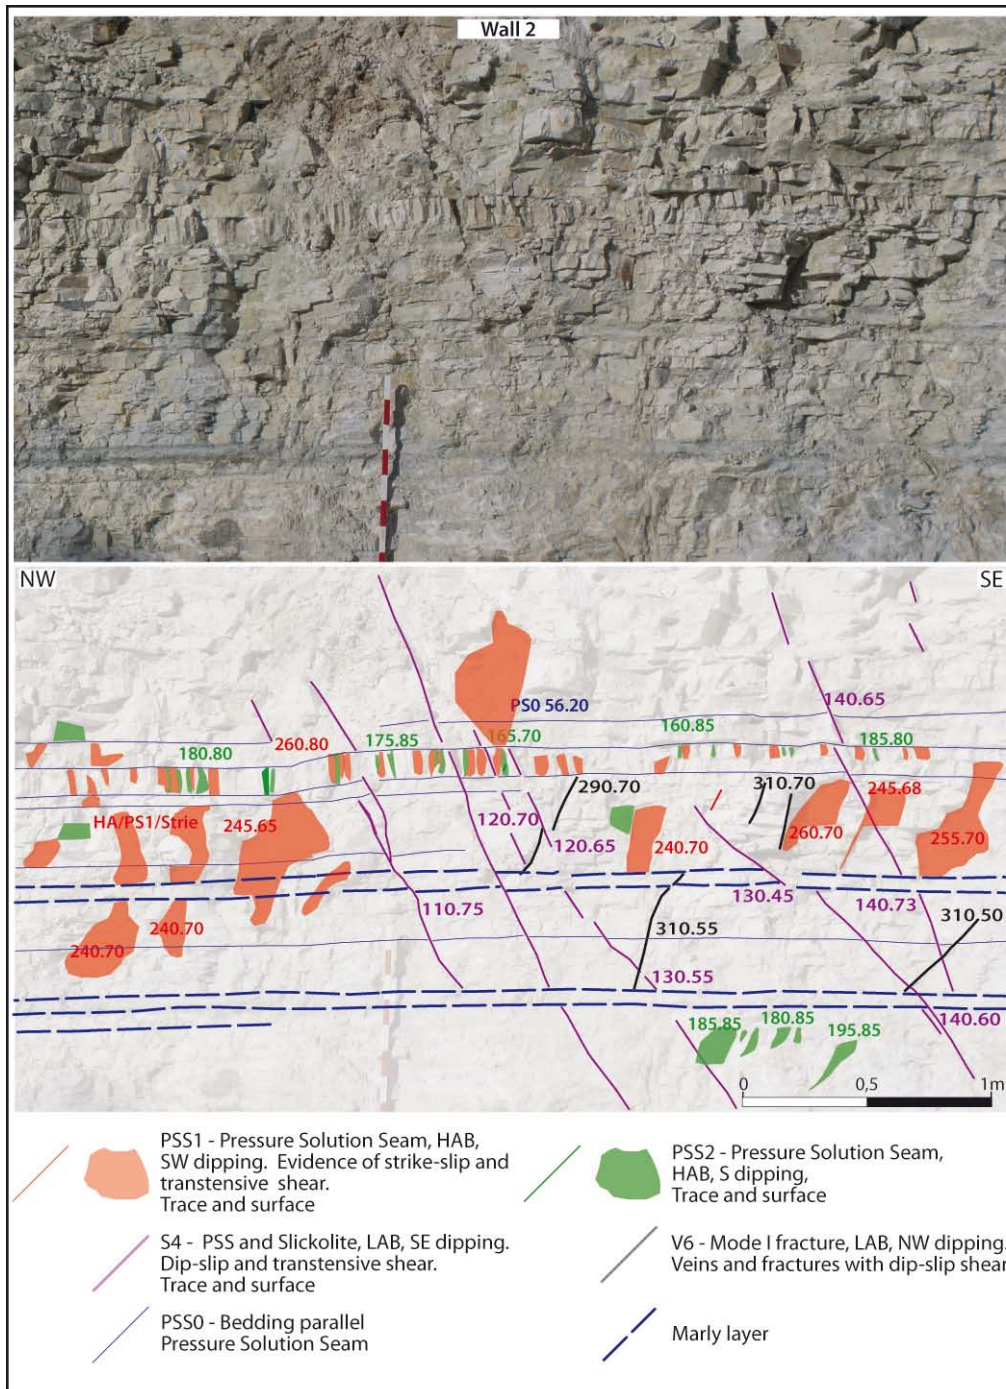 Wall 2
NW
SE
140.65
PS0 56.20
160.85
175.85
165.70
185.80
180.80
260.80
290.70
310.70
245.68
HA/PS1/Strie
245.65
120.70
120.65
240.70
260.70
255.70
130.45
140.73
110.75
310.50
240.70
310.55
240.70
130.55
140.60
185.85
180.85
195.85
0
0,5
1m
PSS1 - Pressure Solution Seam, HAB,
SW dipping. Evidence of strike-slip and
transtensive shear.
Trace and surface
PSS2 - Pressure Solution Seam,
HAB, S dipping,
Trace and surface
S4 - PSS and Slickolite, LAB, SE dipping.
Dip-slip and transtensive shear.
Trace and surface
V6 - Mode I fracture, LAB, NW dipping.
Veins and fractures with dip-slip shear
PSS0 - Bedding parallel
Pressure Solution Seam
Marly layer